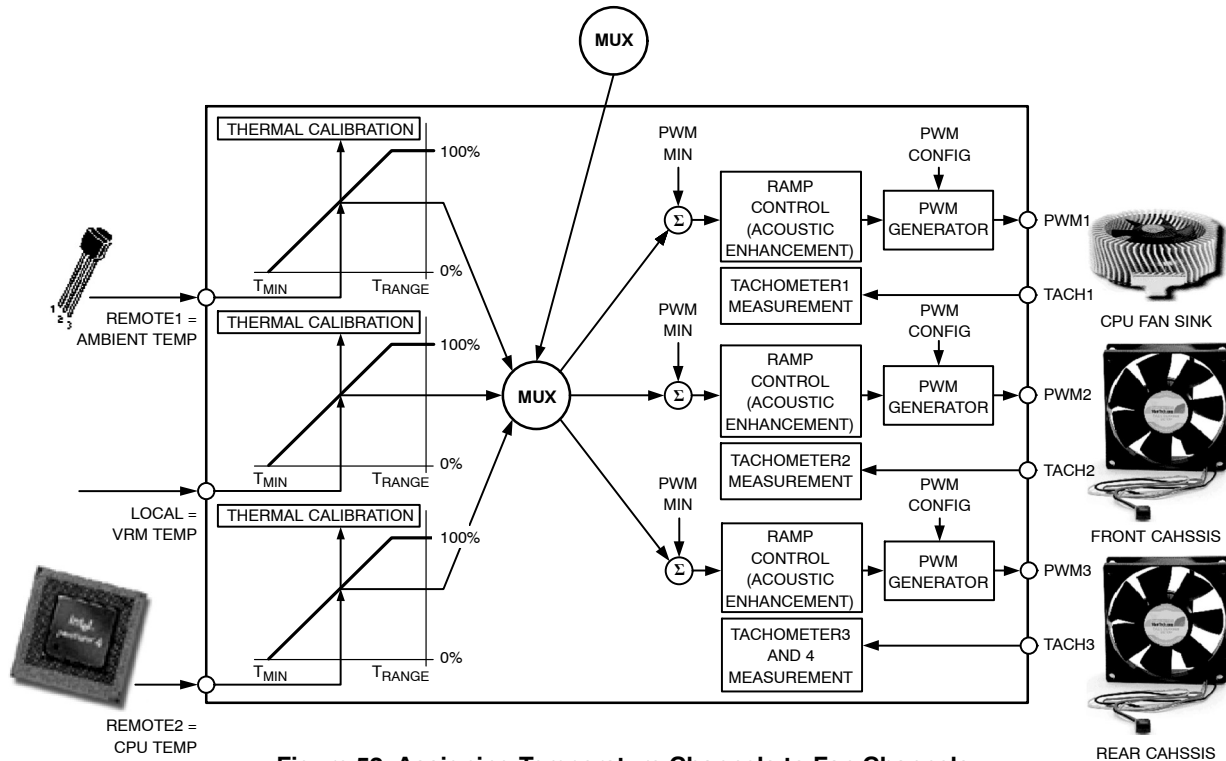 MUX
THERMAL CALIBRATION
100%
0%
TMIN
TRANGE
REMOTE1 =
AMBIENT TEMP
THERMAL CALIBRATION
100%
0%
TMIN
TRANGE
LOCAL =
VRM TEMP
THERMAL CALIBRATION
100%
0%
TMIN
TRANGE
REMOTE2 =
CPU TEMP
1
2
3
intel
MUX
PWM
MIN
Σ
RAMP
CONTROL
(ACOUSTIC
ENHANCEMENT)
PWM
CONFIG
PWM
GENERATOR
PWM1
TACHOMETER1
MEASUREMENT
TACH1
CPU FAN SINK
PWM
MIN
Σ
RAMP
CONTROL
(ACOUSTIC
ENHANCEMENT)
PWM
CONFIG
PWM
GENERATOR
PWM2
TACHOMETER2
MEASUREMENT
TACH2
FRONT CAHSSIS
PWM
MIN
Σ
RAMP
CONTROL
(ACOUSTIC
ENHANCEMENT)
PWM
CONFIG
PWM
GENERATOR
PWM3
TACHOMETER3
AND 4
MEASUREMENT
TACH3
REAR CAHSSIS